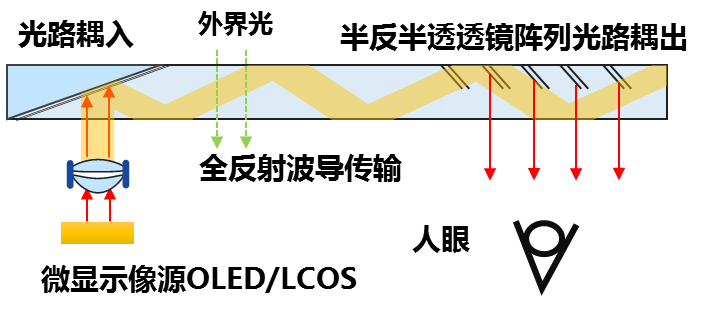 光路耦入
外界光
半反半透透镜阵列光路耦出
全反射波导传输
人眼
微显示像源OLED/LCOS